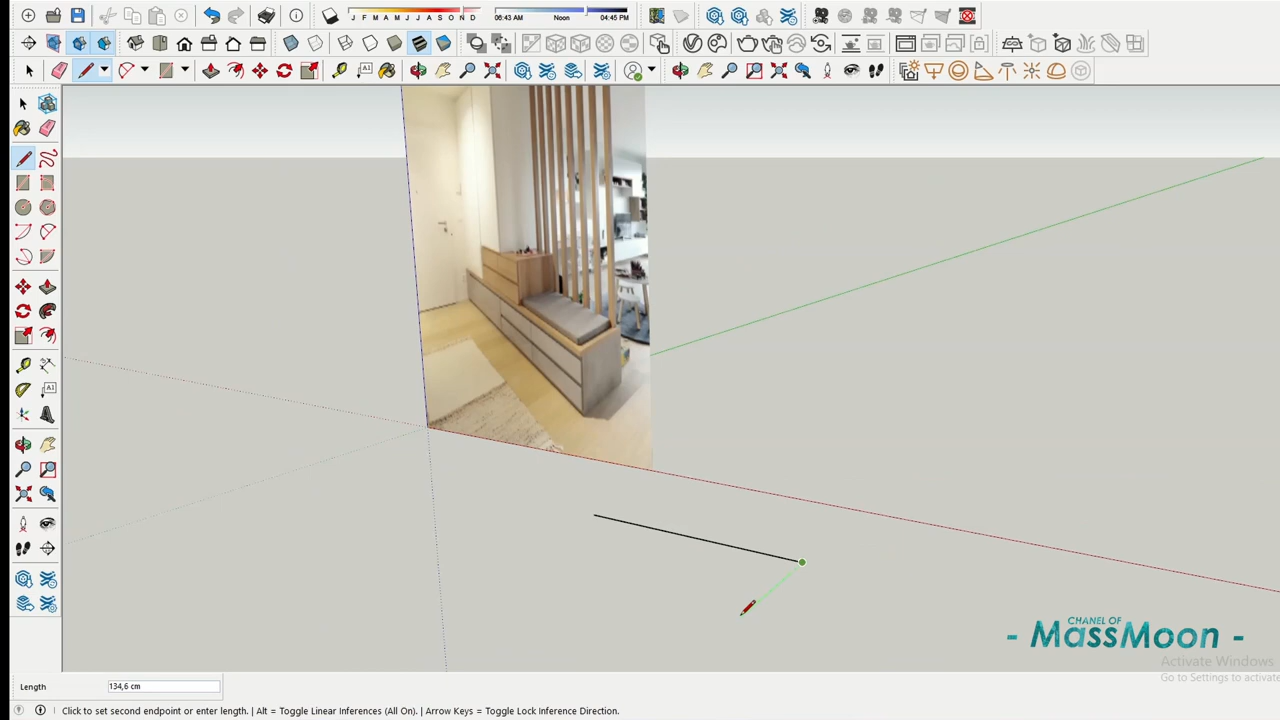 J F M A M J J A S O N D
06:43 AM Noon 04:45 PM
A1
A1
CHANEL OF
- MassMoon -
Activate Windows
Go to Settings to activate
Length 134,6 cm
Click to set second endpoint or enter length. | Alt = Toggle Linear Inferences (All On). | Arrow Keys = Toggle Lock Inference Direction.